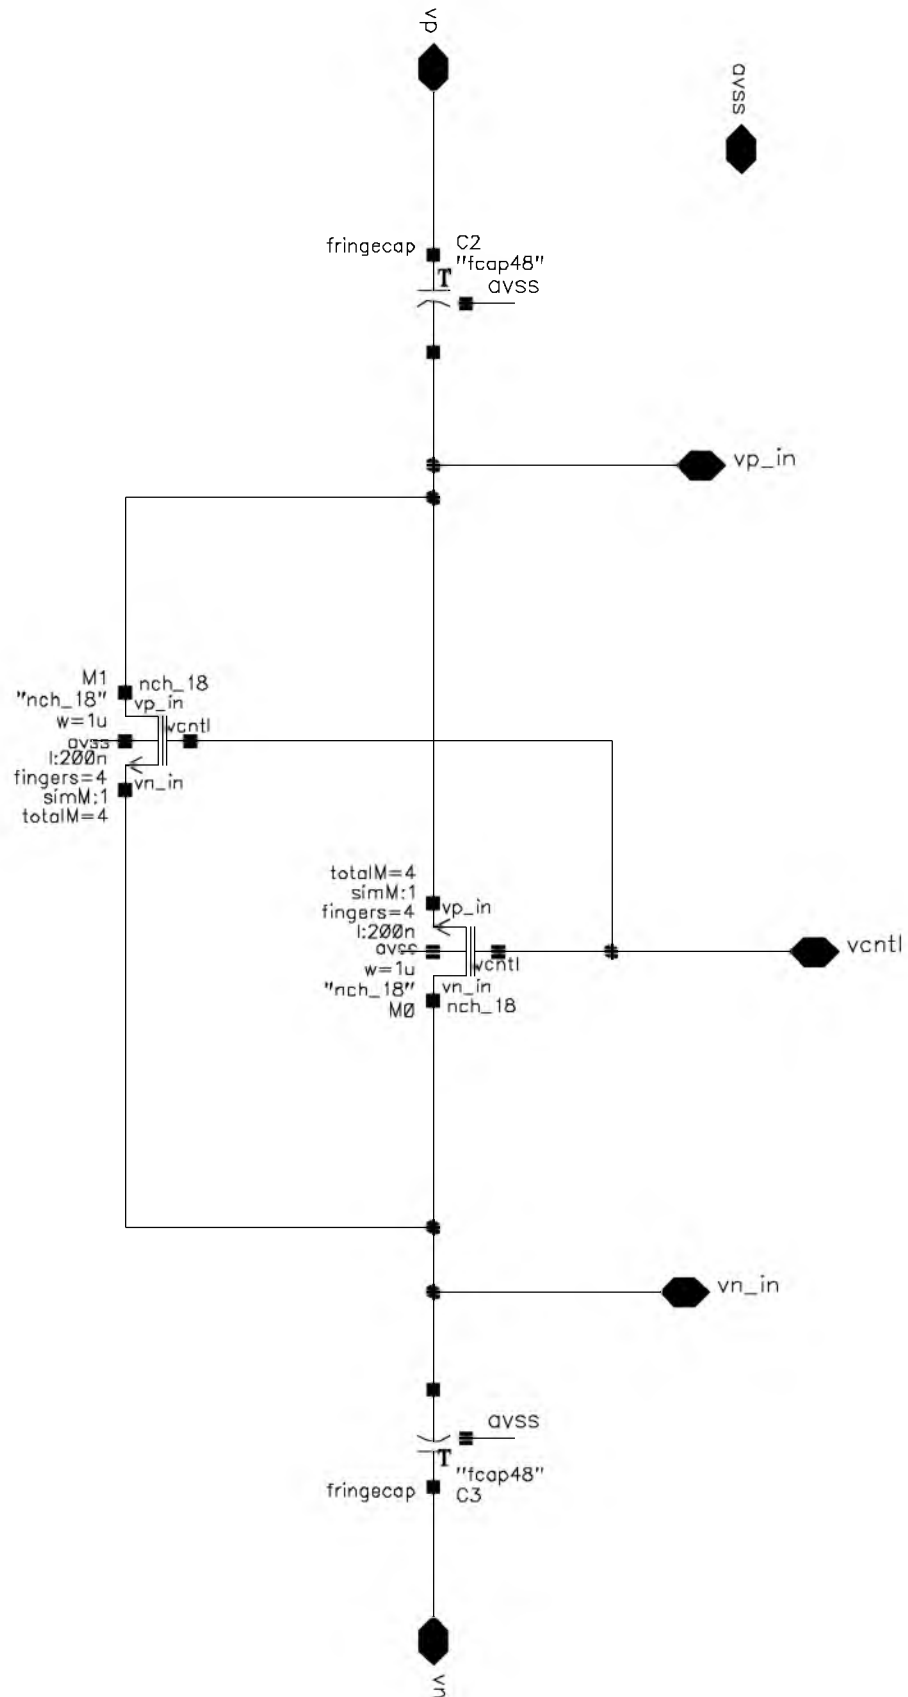 vp
avss
fringecap
C2
"fcap48"
T
avss
vp_in
M1
nch_18
"nch_18"
vp_in
w=1u
vcntl
avss
l:200n
fingers=4
vn_in
simM:1
totalM=4
totalM=4
simM:1
fingers=4
vp_in
l:200n
avss
vcntl
vcntl
w=1u
"nch_18"
vn_in
MØ
nch_18
vn_in
avss
T
"fcap48"
fringecap
C3
vn